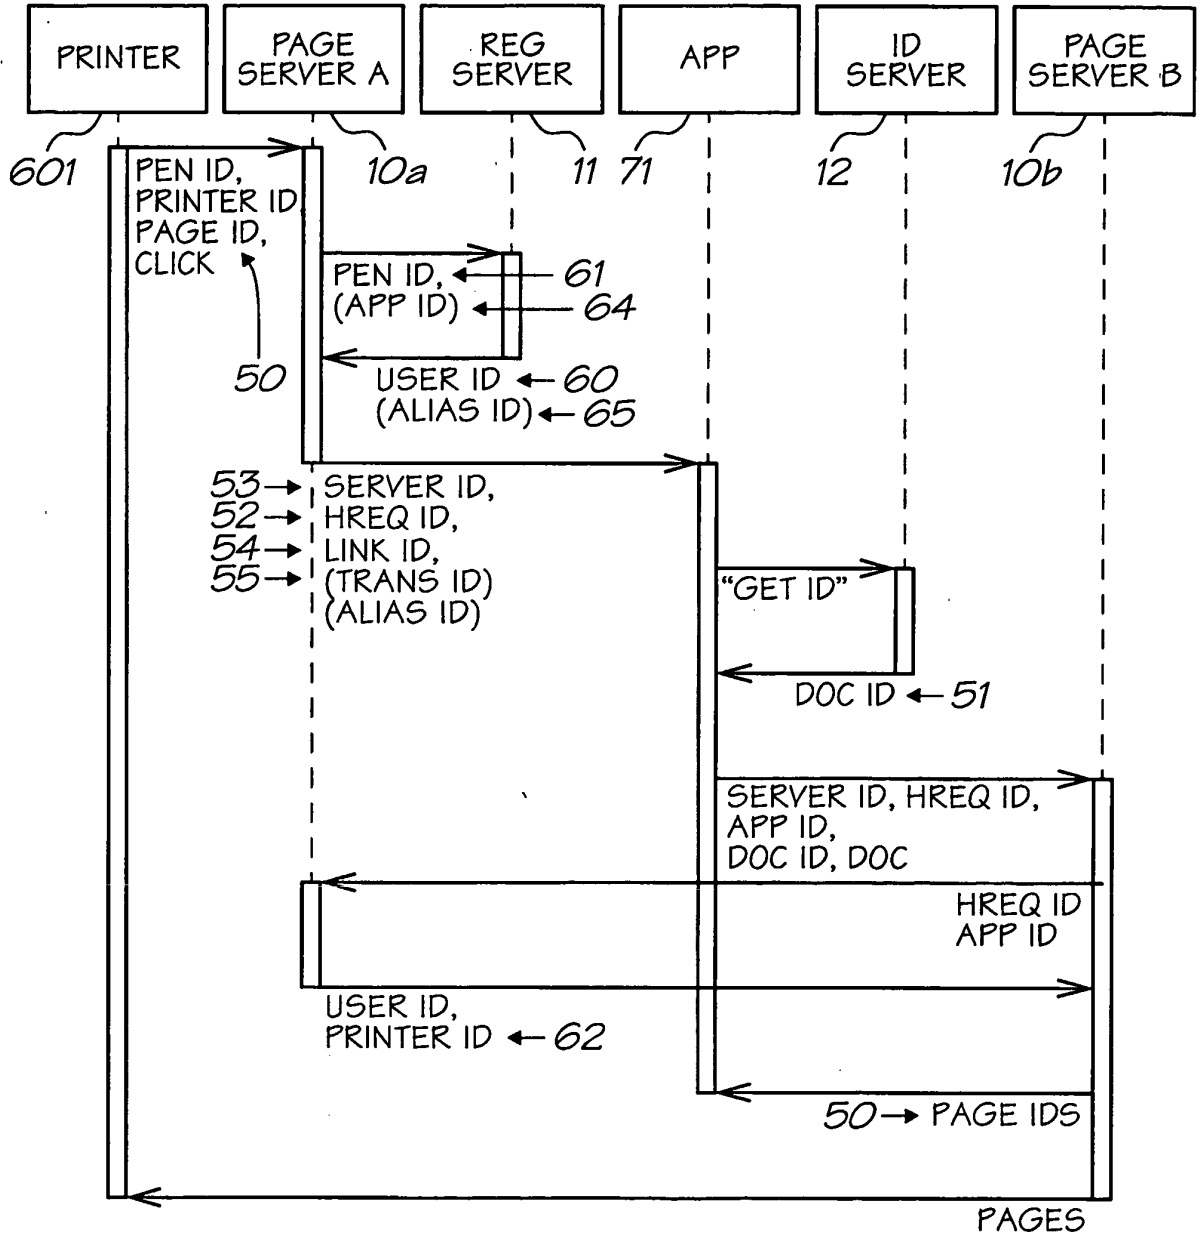 PRINTER
PAGE
SERVER A
REG
SERVER
APP
ID
SERVER
PAGE
SERVER B
601
10a
11
71
12
10b
PEN ID,
PRINTER ID
PAGE ID,
CLICK
50
PEN ID,
61
(APP ID)
64
USER ID
60
(ALIAS ID)
65
53
SERVER ID,
52
HREQ ID,
54
LINK ID,
55
(TRANS ID)
(ALIAS ID)
"GET ID"
DOC ID
51
SERVER ID, HREQ ID,
APP ID,
DOC ID, DOC
HREQ ID
APP ID
USER ID,
PRINTER ID
62
50
PAGE IDS
PAGES